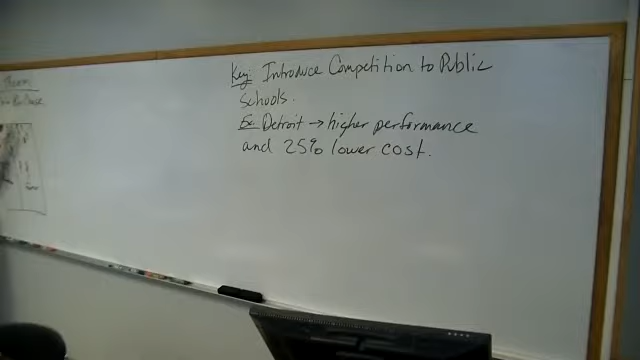 Key: Introduce Competition to Public
Schools.
Ex: Detroit → higher performance
and 25% lower cost.